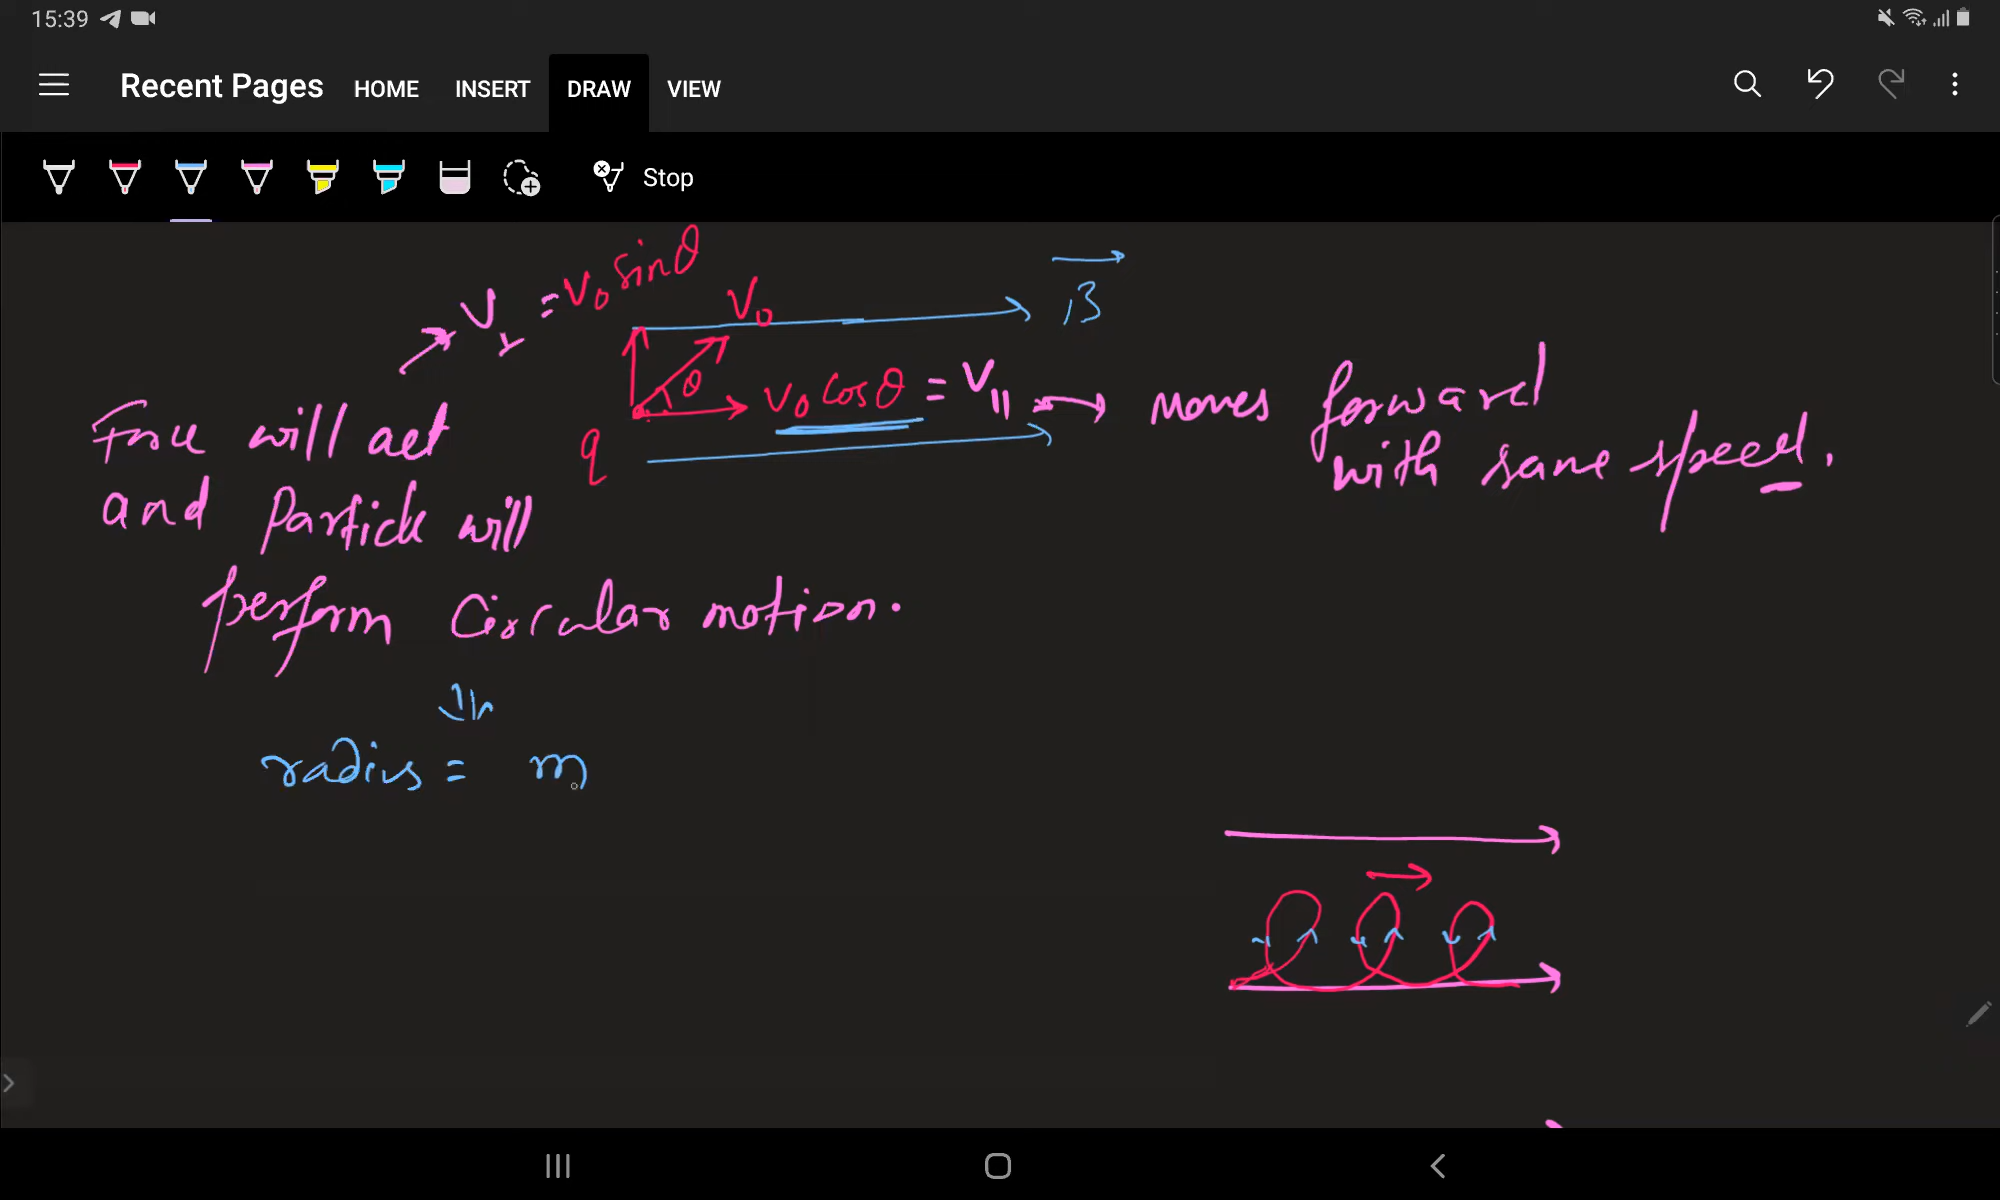 15:39
Recent Pages HOME INSERT DRAW VIEW
Stop
V⊥ = V₀ sinθ
V₀
B
θ
V₀ cosθ = V||
moves forward
with same speed.
q
Force will act
and Particle will
perform Circular motion.
radius = m